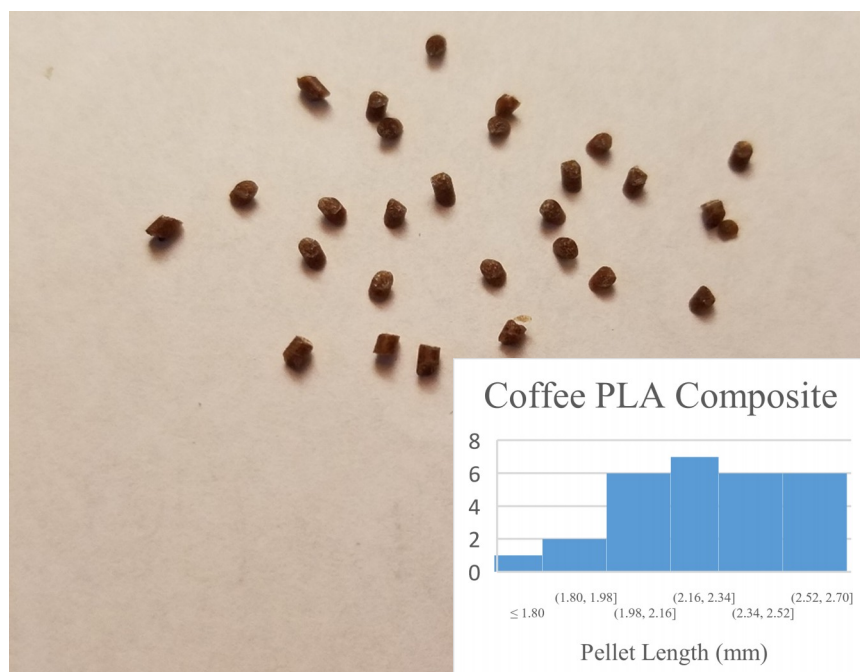 Coffee PLA Composite
8
6
4
2
0
(1.80, 1.98] (2.16, 2.34] (2.52, 2.70]
≤ 1.80 (1.98, 2.16] (2.34, 2.52]
Pellet Length (mm)